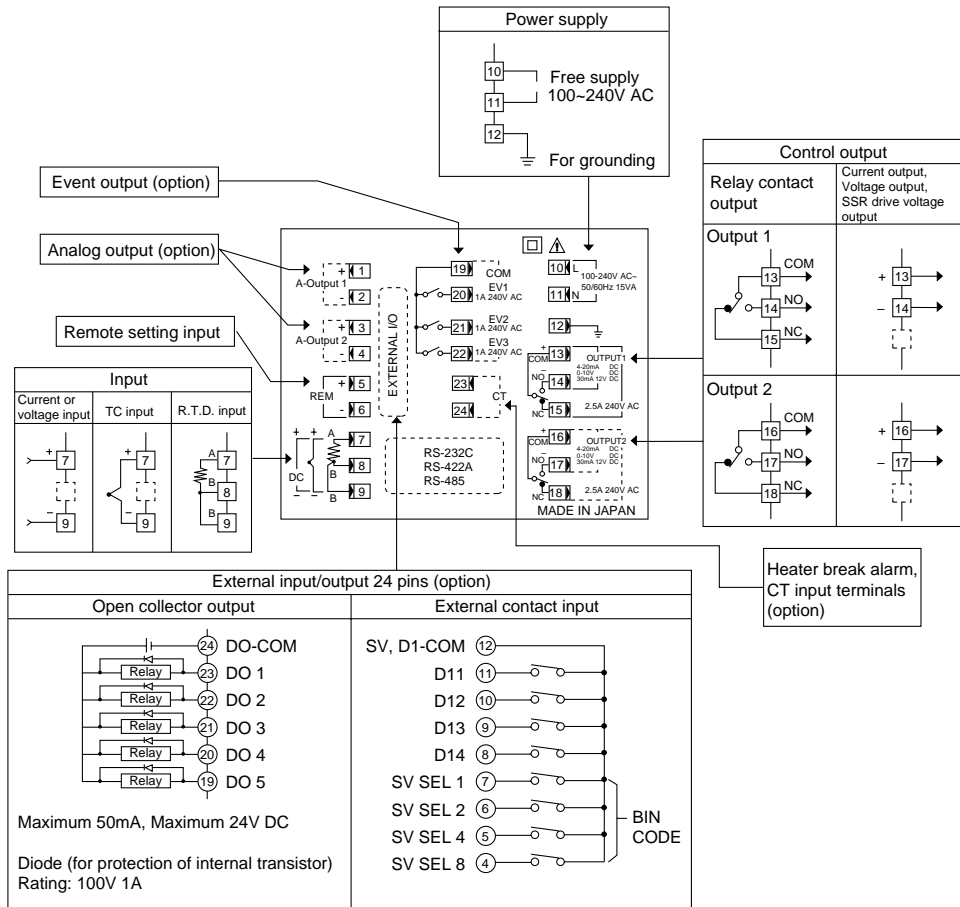 Power supply
10
11
12
Free supply
100~240V AC
For grounding
Event output (option)
Analog output (option)
Remote setting input
Input
Current or
voltage input
TC input
R.T.D. input
+
7
−
9
+
7
−
9
A
7
B
8
B
9
+ 1
A-Output 1
- 2
+ 3
A-Output 2
- 4
+ 5
REM
- 6
+ + A 7
DC B 8
− − B 9
EXTERNAL I/O
19 COM
EV1
20 1A 240V AC
EV2
21 1A 240V AC
EV3
22 1A 240V AC
23
CT
24
RS-232C
RS-422A
RS-485
10 L
100-240V AC~
50/60Hz 15VA
11 N
12
+
COM 13 OUTPUT1
4-20mA DC
0-10V DC
30mA 12V DC
−
NO 14
NC 15 2.5A 240V AC
+
COM 16 OUTPUT2
4-20mA DC
0-10V DC
30mA 12V DC
−
NO 17
NC 18 2.5A 240V AC
MADE IN JAPAN
Control output
Relay contact
output
Current output,
Voltage output,
SSR drive voltage
output
Output 1
13 COM
14 NO
15 NC
+ 13
− 14
Output 2
16 COM
17 NO
18 NC
+ 16
− 17
Heater break alarm,
CT input terminals
(option)
External input/output 24 pins (option)
Open collector output
24 DO-COM
Relay 23 DO 1
Relay 22 DO 2
Relay 21 DO 3
Relay 20 DO 4
Relay 19 DO 5
Maximum 50mA, Maximum 24V DC
Diode (for protection of internal transistor)
Rating: 100V 1A
External contact input
SV, D1-COM 12
D11 11
D12 10
D13 9
D14 8
SV SEL 1 7
SV SEL 2 6
SV SEL 4 5
SV SEL 8 4
BIN
CODE